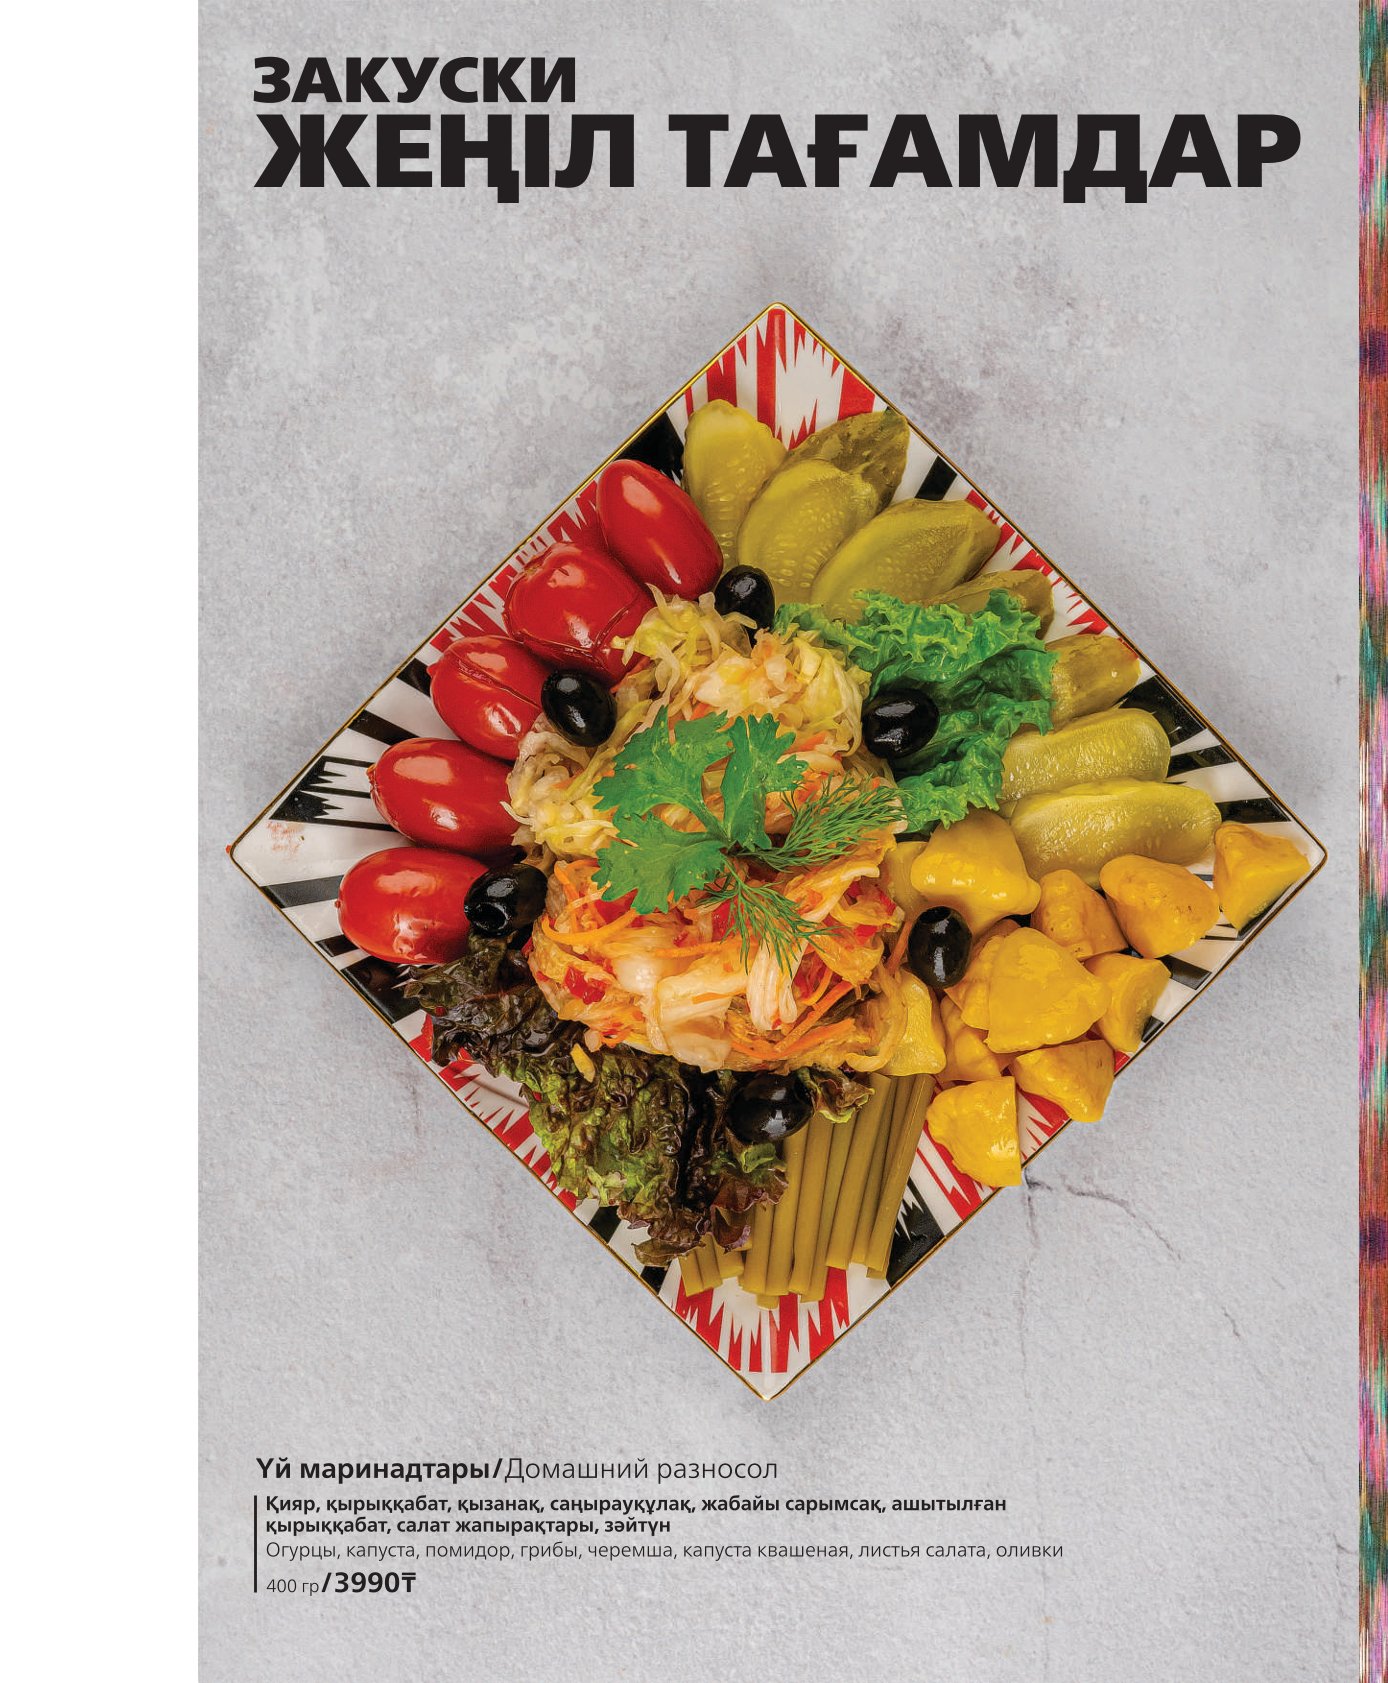 ЗАКУСКИ
ЖЕҢІЛ ТАҒАМДАР
Үй маринадтары/Домашний разносол
Қияр, қырыққабат, қызанақ, саңырауқұлақ, жабайы сарымсақ, ашытылған
қырыққабат, салат жапырақтары, зәйтүн
Огурцы, капуста, помидор, грибы, черемша, капуста квашеная, листья салата, оливки
400 гр/3990₸